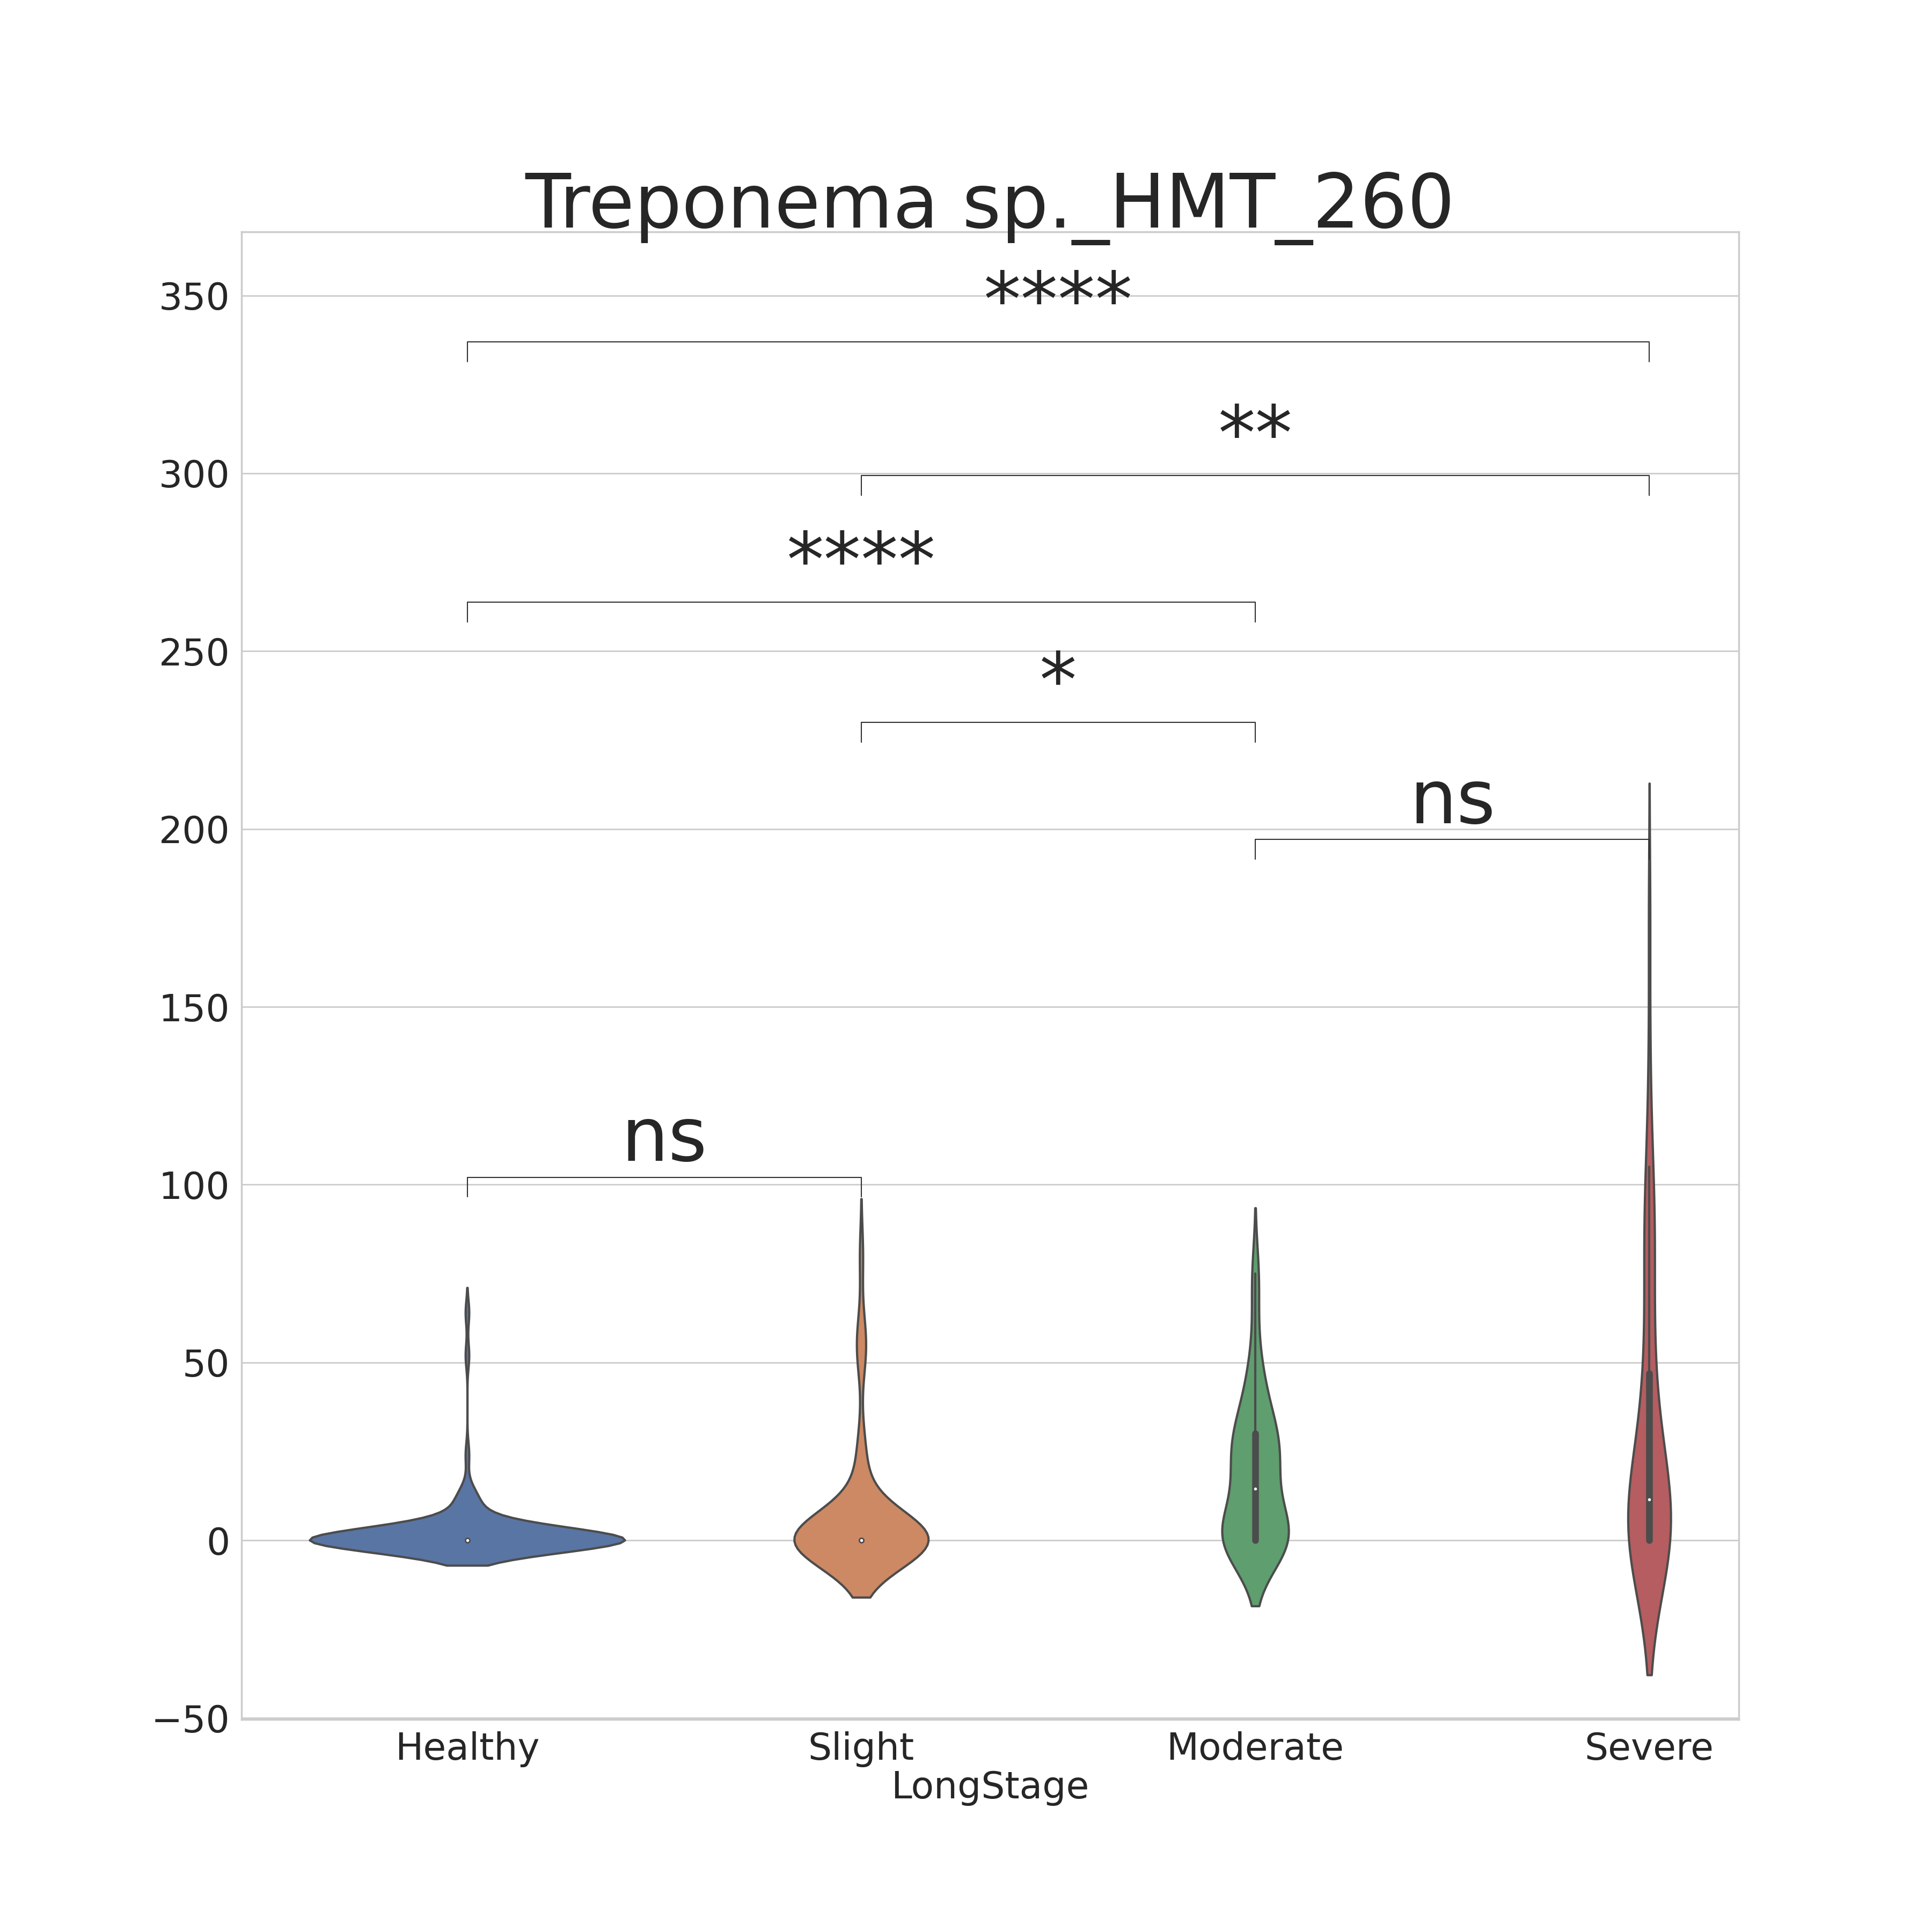 Treponema sp._HMT_260
350
****
**
300
****
250
*
ns
200
150
ns
100
50
0
−50
Healthy Slight Moderate Severe
LongStage